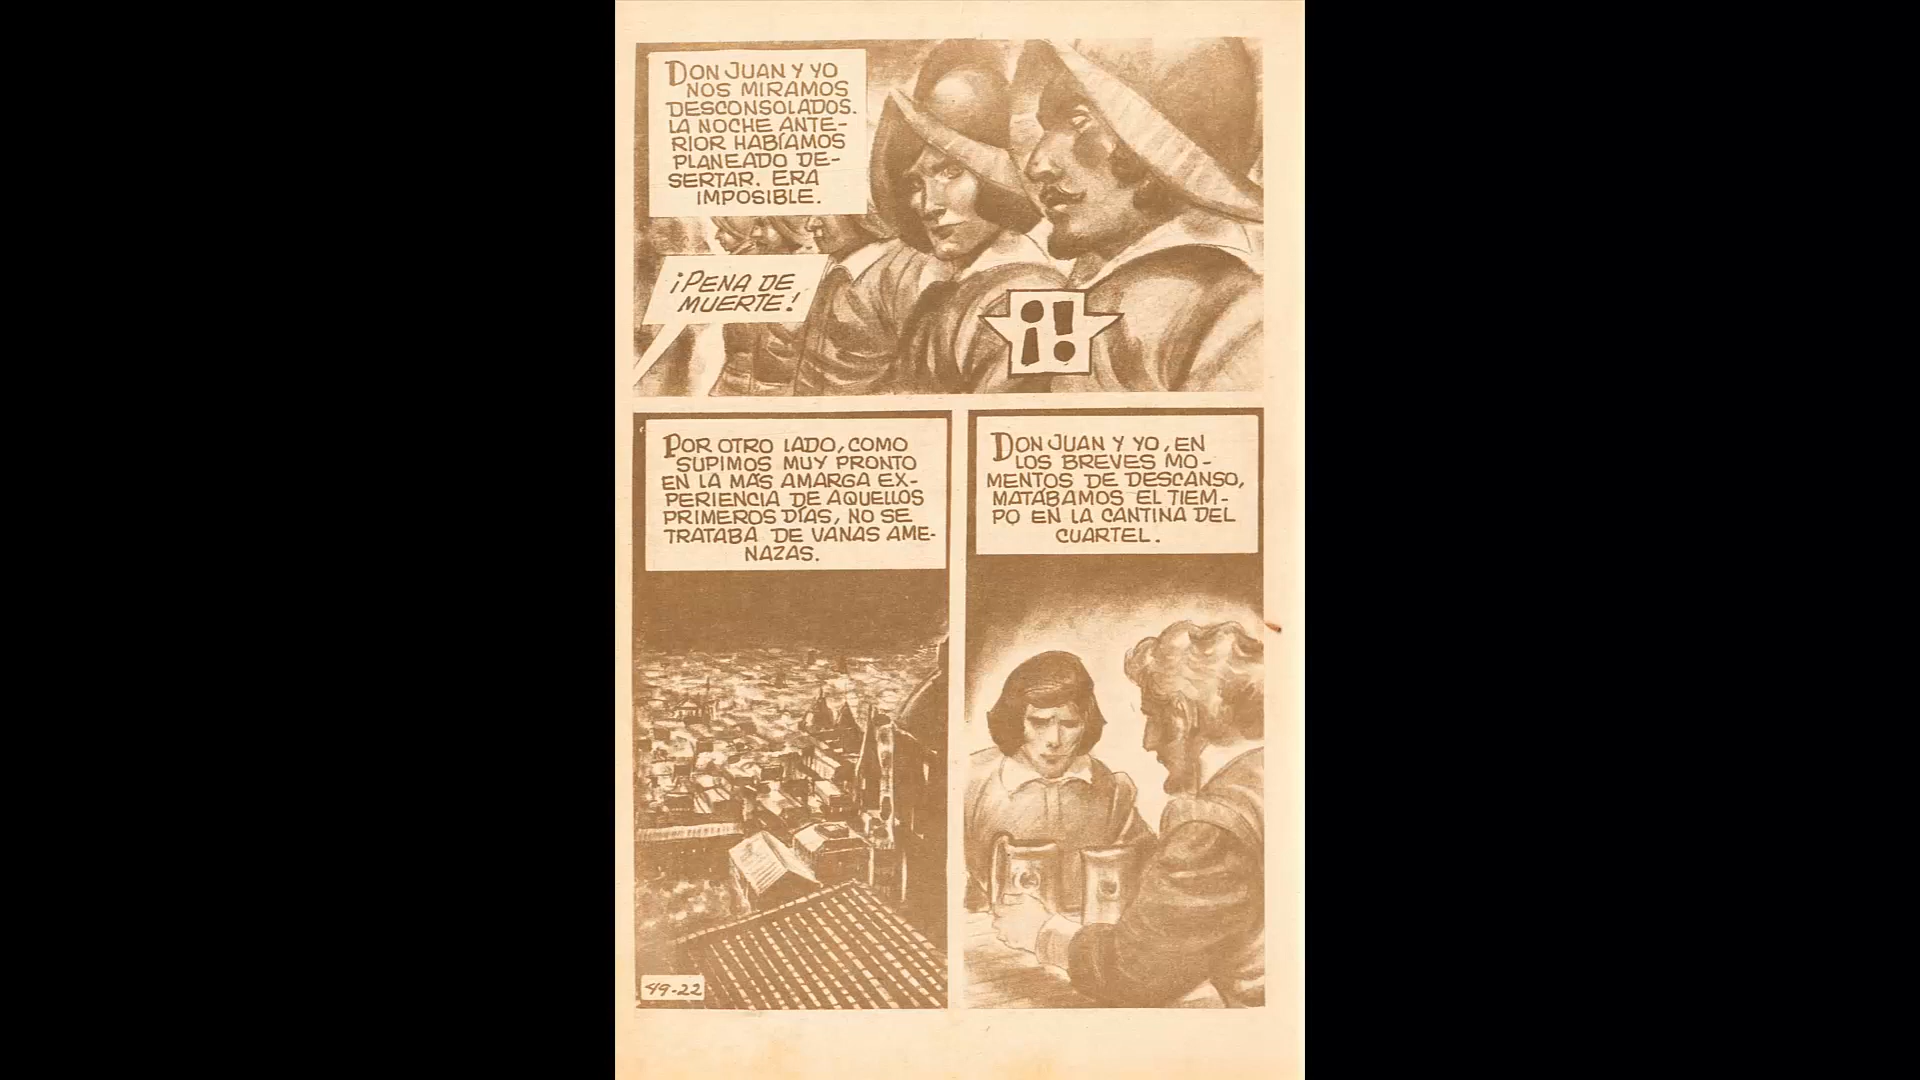 DON JUAN Y YO
NOS MIRAMOS
DESCONSOLADOS.
LA NOCHE ANTE-
RIOR HABÍAMOS
PLANEADO DE-
SERTAR. ERA
IMPOSIBLE.
¡PENA DE
MUERTE!
¡!
POR OTRO LADO, COMO
SUPIMOS MUY PRONTO
EN LA MÁS AMARGA EX-
PERIENCIA DE AQUELLOS
PRIMEROS DÍAS, NO SE
TRATABA DE VANAS AME-
NAZAS.
DON JUAN Y YO, EN
LOS BREVES MO-
MENTOS DE DESCANSO,
MATÁBAMOS EL TIEM-
PO EN LA CANTINA DEL
CUARTEL.
49-22